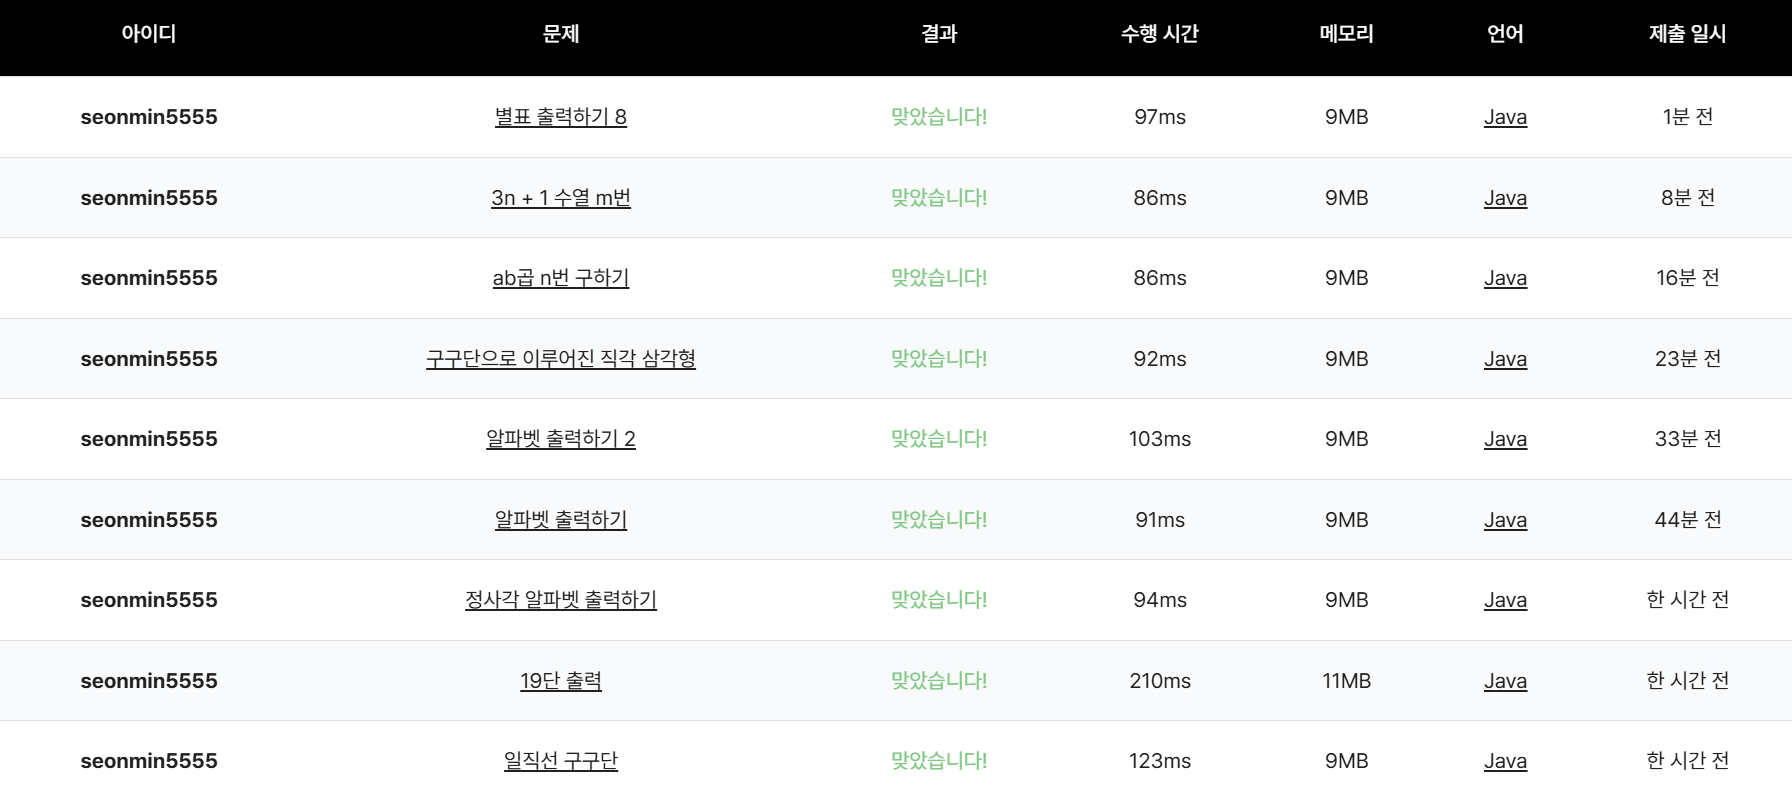 아이디 문제 결과 수행 시간 메모리 언어 제출 일시
seonmin5555 별표 출력하기 8 맞았습니다! 97ms 9MB Java 1분 전
seonmin5555 3n + 1 수열 m번 맞았습니다! 86ms 9MB Java 8분 전
seonmin5555 ab곱 n번 구하기 맞았습니다! 86ms 9MB Java 16분 전
seonmin5555 구구단으로 이루어진 직각 삼각형 맞았습니다! 92ms 9MB Java 23분 전
seonmin5555 알파벳 출력하기 2 맞았습니다! 103ms 9MB Java 33분 전
seonmin5555 알파벳 출력하기 맞았습니다! 91ms 9MB Java 44분 전
seonmin5555 정사각 알파벳 출력하기 맞았습니다! 94ms 9MB Java 한 시간 전
seonmin5555 19단 출력 맞았습니다! 210ms 11MB Java 한 시간 전
seonmin5555 일직선 구구단 맞았습니다! 123ms 9MB Java 한 시간 전